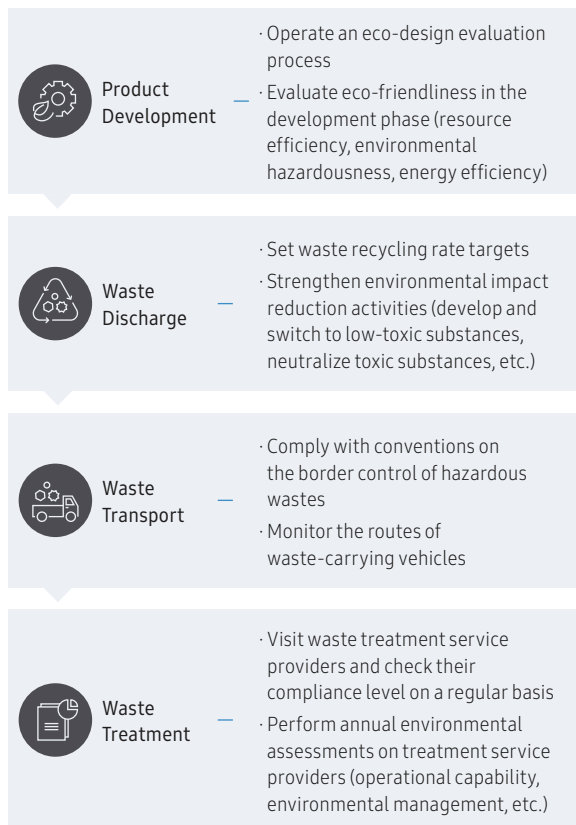 Product
Development
· Operate an eco-design evaluation
process
· Evaluate eco-friendliness in the
development phase (resource
efficiency, environmental
hazardousness, energy efficiency)
Waste
Discharge
· Set waste recycling rate targets
· Strengthen environmental impact
reduction activities (develop and
switch to low-toxic substances,
neutralize toxic substances, etc.)
Waste
Transport
· Comply with conventions on
the border control of hazardous
wastes
· Monitor the routes of
waste-carrying vehicles
Waste
Treatment
· Visit waste treatment service
providers and check their
compliance level on a regular basis
· Perform annual environmental
assessments on treatment service
providers (operational capability,
environmental management, etc.)